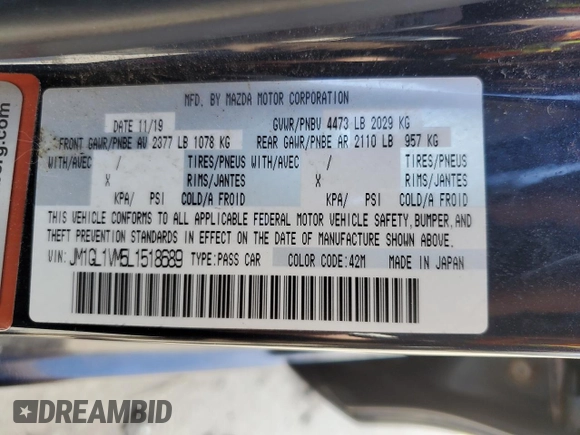 MFD. BY MAZDA MOTOR CORPORATION
DATE 11/19 GVWR/PNBV 4473 LB 2029 KG
FRONT GAWR/PNBE AV 2377 LB 1078 KG REAR GAWR/PNBE AR 2110 LB 957 KG
WITH/AVEC / TIRES/PNEUS WITH/AVEC / TIRES/PNEUS
X RIMS/JANTES X RIMS/JANTES
KPA/ PSI COLD/A FROID KPA/ PSI COLD/A FROID
THIS VEHICLE CONFORMS TO ALL APPLICABLE FEDERAL MOTOR VEHICLE SAFETY, BUMPER, AND
THEFT PREVENTION STANDARDS IN EFFECT ON THE DATE OF MANUFACTURE SHOWN ABOVE.
VIN: JM1GL1VM5L1518689 TYPE:PASS CAR COLOR CODE:42M MADE IN JAPAN
DREAMBID